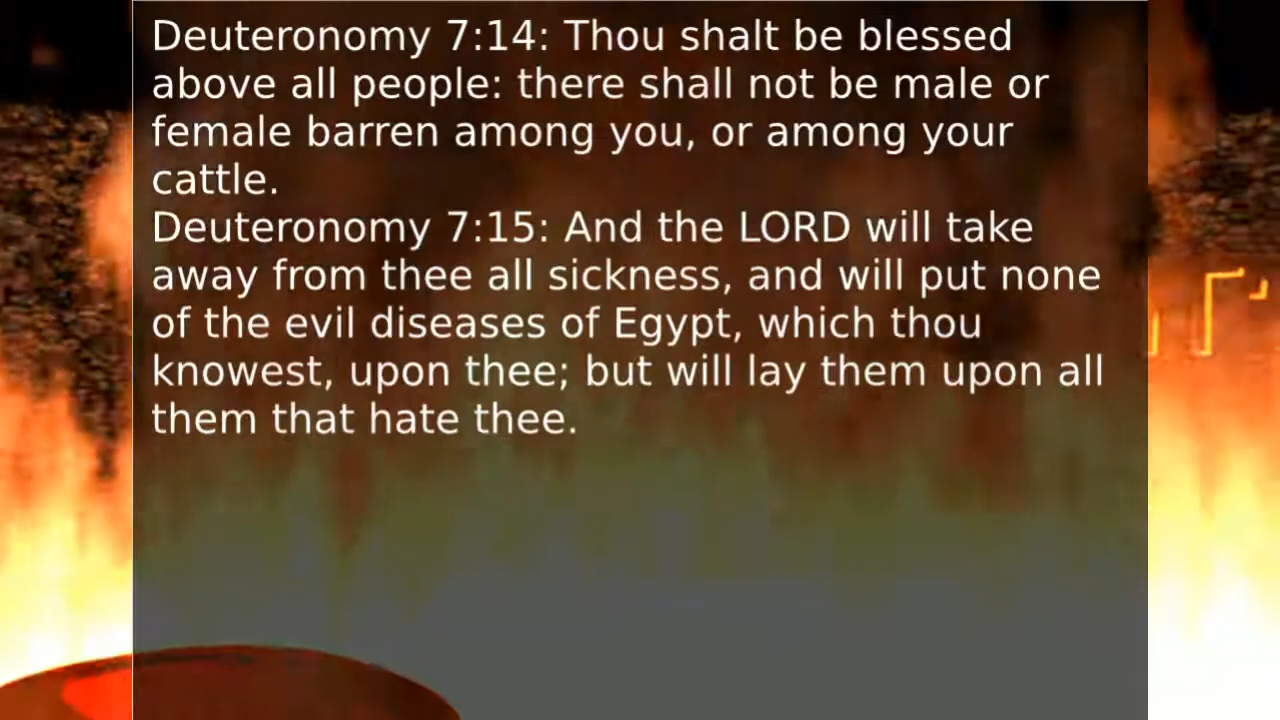 Deuteronomy 7:14: Thou shalt be blessed
above all people: there shall not be male or
female barren among you, or among your
cattle.
Deuteronomy 7:15: And the LORD will take
away from thee all sickness, and will put none
of the evil diseases of Egypt, which thou
knowest, upon thee; but will lay them upon all
them that hate thee.